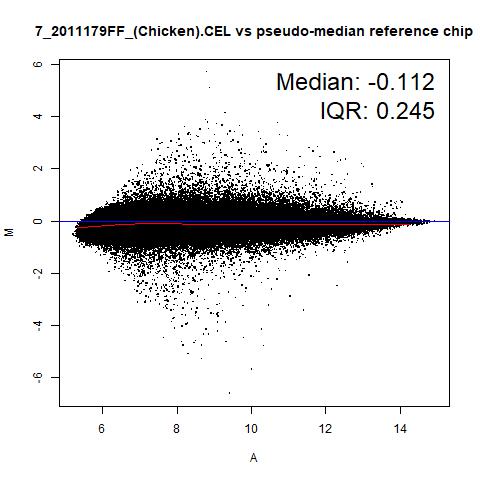 7_2011179FF_(Chicken).CEL vs pseudo-median reference chip
Median: -0.112
IQR: 0.245
6
4
2
0
-2
-4
-6
M
6 8 10 12 14
A